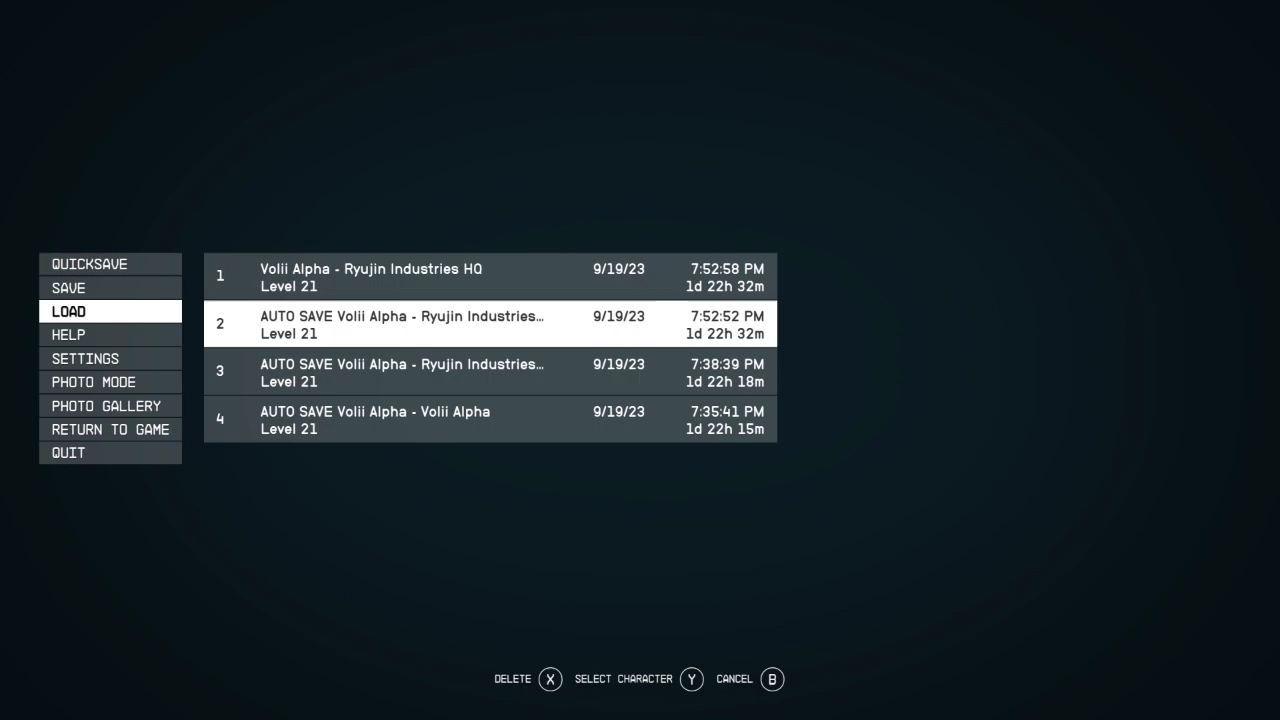 QUICKSAVE
SAVE
LOAD
HELP
SETTINGS
PHOTO MODE
PHOTO GALLERY
RETURN TO GAME
QUIT
1 Volii Alpha - Ryujin Industries HQ 9/19/23 7:52:58 PM
Level 21 1d 22h 32m
2 AUTO SAVE Volii Alpha - Ryujin Industries... 9/19/23 7:52:52 PM
Level 21 1d 22h 32m
3 AUTO SAVE Volii Alpha - Ryujin Industries... 9/19/23 7:38:39 PM
Level 21 1d 22h 18m
4 AUTO SAVE Volii Alpha - Volii Alpha 9/19/23 7:35:41 PM
Level 21 1d 22h 15m
DELETE X SELECT CHARACTER Y CANCEL B